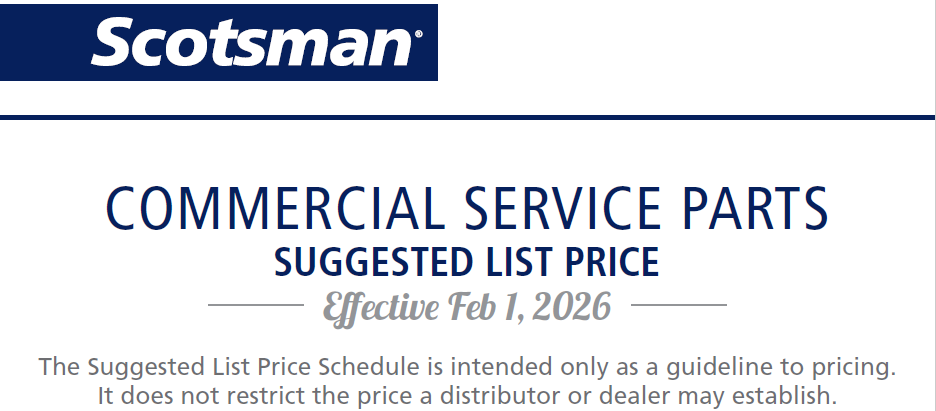 Scotsman®
COMMERCIAL SERVICE PARTS
SUGGESTED LIST PRICE
Effective Feb 1, 2026
The Suggested List Price Schedule is intended only as a guideline to pricing.
It does not restrict the price a distributor or dealer may establish.